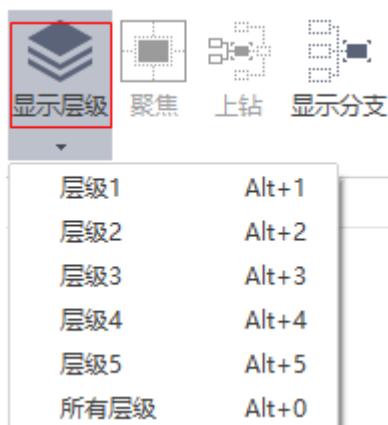 显示层级 聚焦 上钻 显示分支
层级1 Alt+1
层级2 Alt+2
层级3 Alt+3
层级4 Alt+4
层级5 Alt+5
所有层级 Alt+0